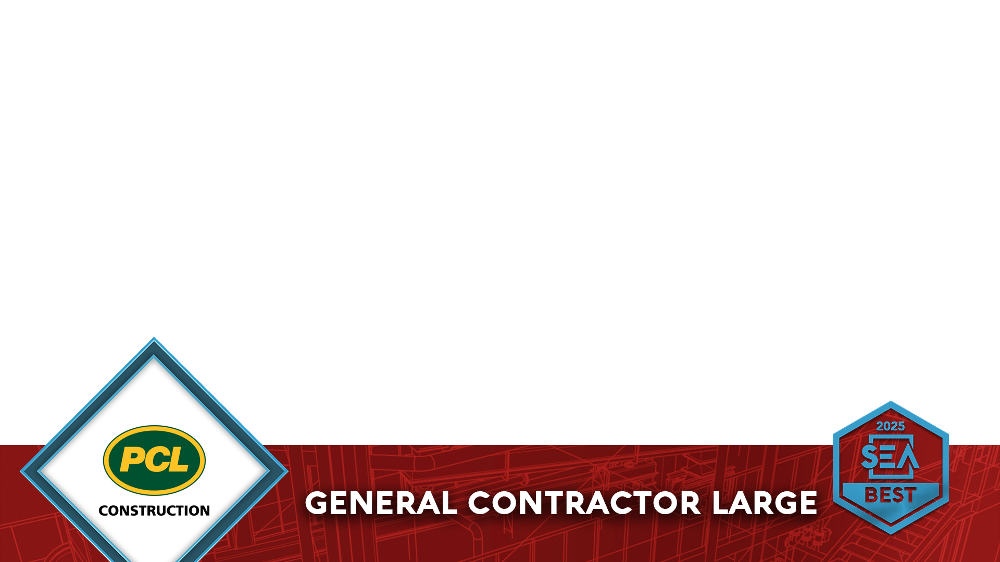 PCL
CONSTRUCTION
GENERAL CONTRACTOR LARGE
2025
SEA
BEST